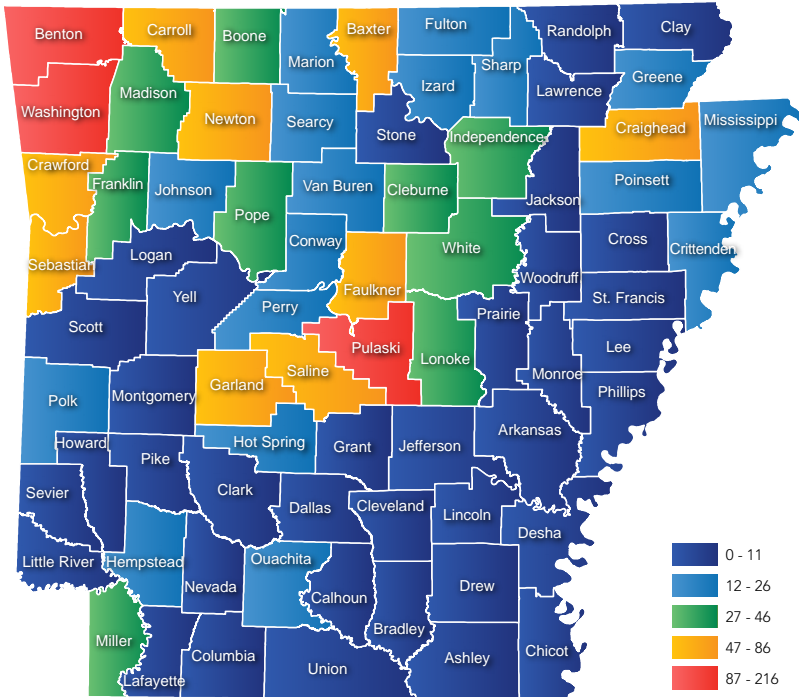 Benton
Carroll
Boone
Marion
Baxter
Fulton
Sharp
Randolph
Clay
Washington
Madison
Newton
Searcy
Izard
Stone
Lawrence
Greene
Independence
Craighead
Mississippi
Crawford
Franklin
Johnson
Pope
Van Buren
Cleburne
Jackson
Poinsett
Sebastian
Logan
Conway
White
Woodruff
Cross
Crittenden
Scott
Yell
Perry
Faulkner
Pulaski
Lonoke
Prairie
St. Francis
Monroe
Lee
Phillips
Polk
Montgomery
Garland
Saline
Hot Spring
Grant
Jefferson
Arkansas
Howard
Pike
Clark
Dallas
Cleveland
Lincoln
Desha
Sevier
Little River
Hempstead
Nevada
Ouachita
Calhoun
Bradley
Drew
Miller
Lafayette
Columbia
Union
Ashley
Chicot
0 - 11
12 - 26
27 - 46
47 - 86
87 - 216